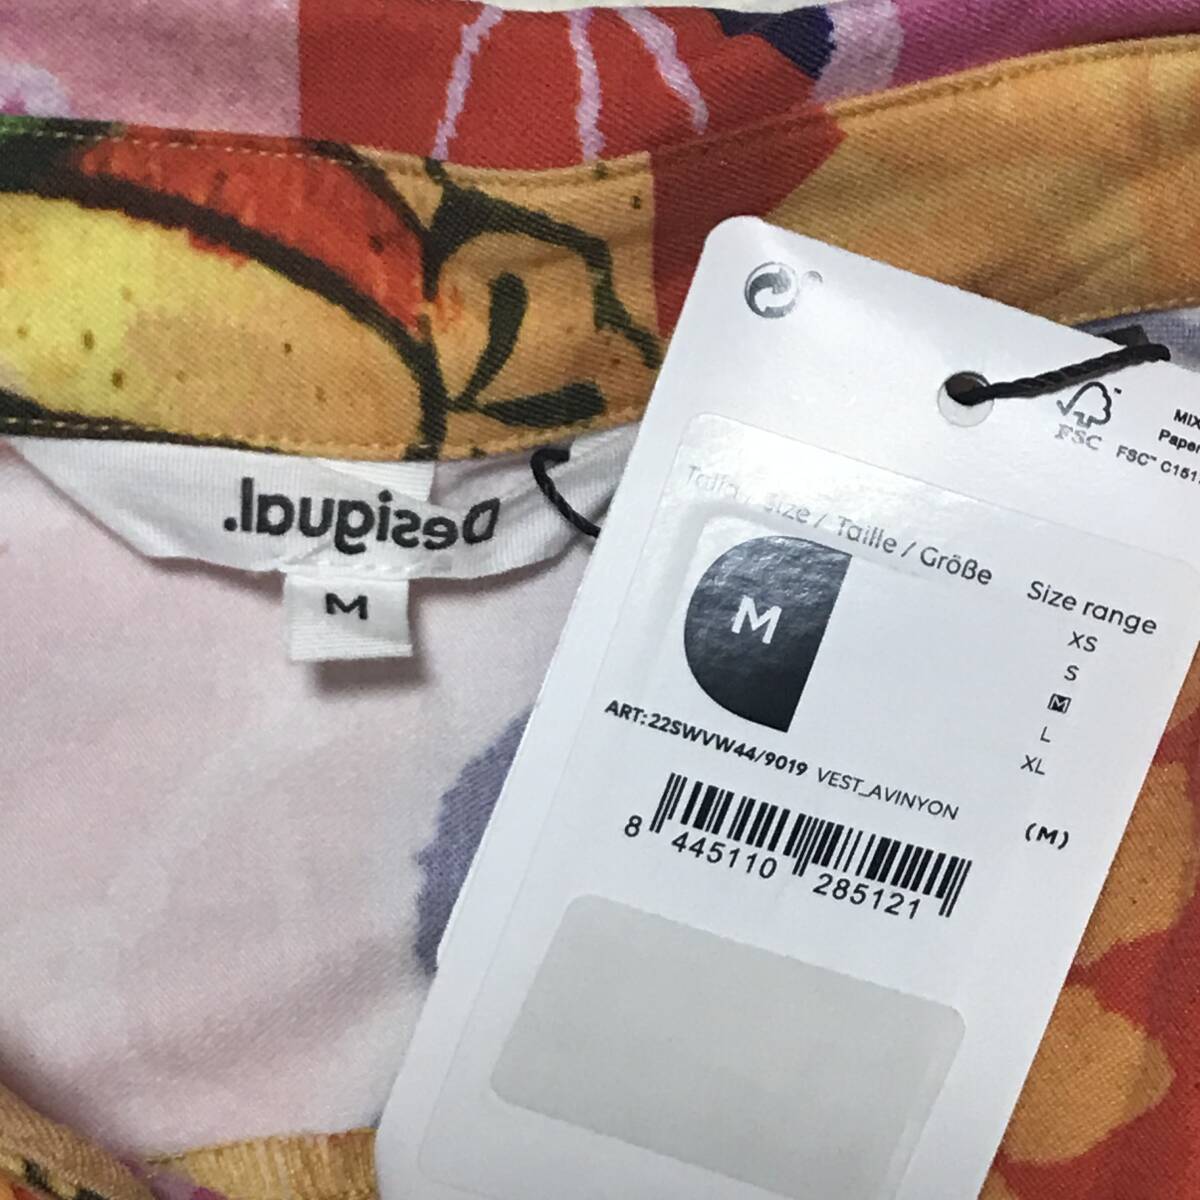 Desigual.
M
FSC
MIX
Paper
FSC™ C151
Talla / Size / Taille / Größe
Size range
M
XS
S
M
L
XL
(M)
ART: 22SWVW44/9019 VEST_AVINYON
8 445110 285121